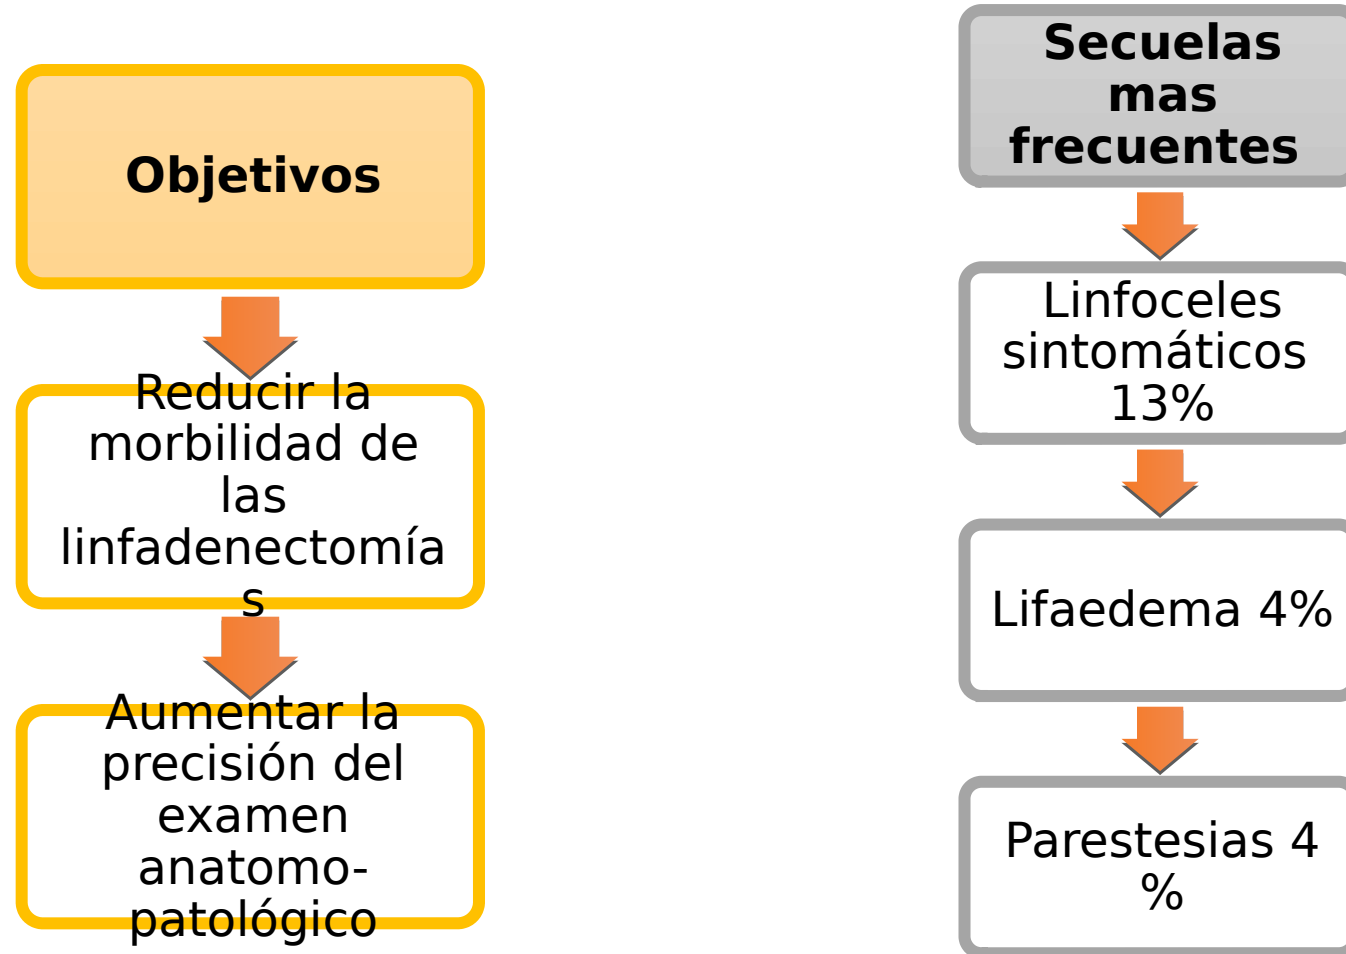 Objetivos
Reducir la
morbilidad de
las
linfadenectomía
s
Aumentar la
precisión del
examen
anatomo-
patológico
Secuelas
mas
frecuentes
Linfoceles
sintomáticos
13%
Lifaedema 4%
Parestesias 4
%